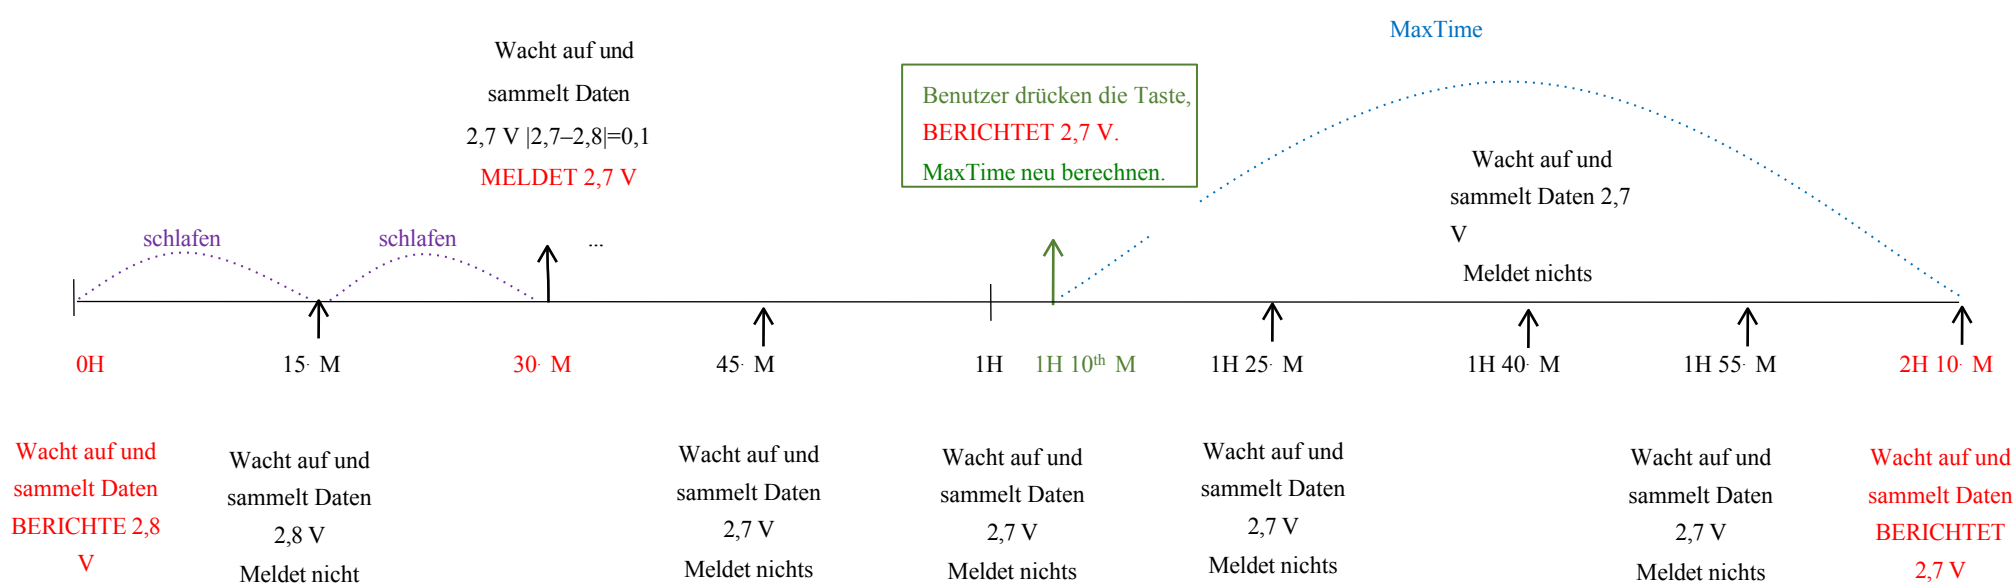 MaxTime
Wacht auf und
sammelt Daten
2,7 V |2,7–2,8|=0,1
MELDET 2,7 V
Benutzer drücken die Taste,
BERICHTET 2,7 V.
MaxTime neu berechnen.
Wacht auf und
sammelt Daten 2,7
V
Meldet nichts
schlafen
schlafen
...
0H
15· M
30· M
45· M
1H
1H 10th M
1H 25· M
1H 40· M
1H 55· M
2H 10· M
Wacht auf und
sammelt Daten
BERICHTE 2,8
V
Wacht auf und
sammelt Daten
2,8 V
Meldet nicht
Wacht auf und
sammelt Daten
2,7 V
Meldet nichts
Wacht auf und
sammelt Daten
2,7 V
Meldet nichts
Wacht auf und
sammelt Daten
2,7 V
Meldet nichts
Wacht auf und
sammelt Daten
2,7 V
Meldet nichts
Wacht auf und
sammelt Daten
BERICHTET
2,7 V